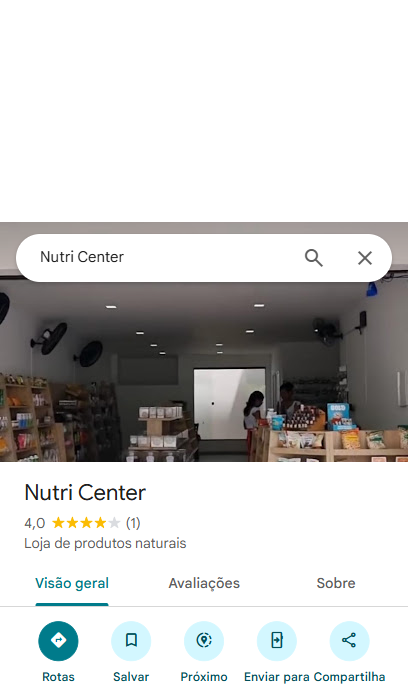 Nutri Center
Nutri Center
4,0 (1)
Loja de produtos naturais
Visão geral Avaliações Sobre
Rotas Salvar Próximo Enviar para Compartilha